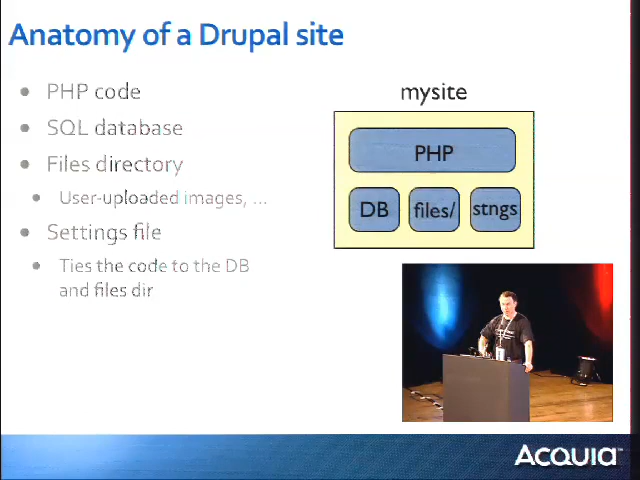 Anatomy of a Drupal site
PHP code
SQL database
Files directory
User-uploaded images, ...
Settings file
Ties the code to the DB
and files dir
mysite
PHP
DB files/ stngs
ACQUIA™